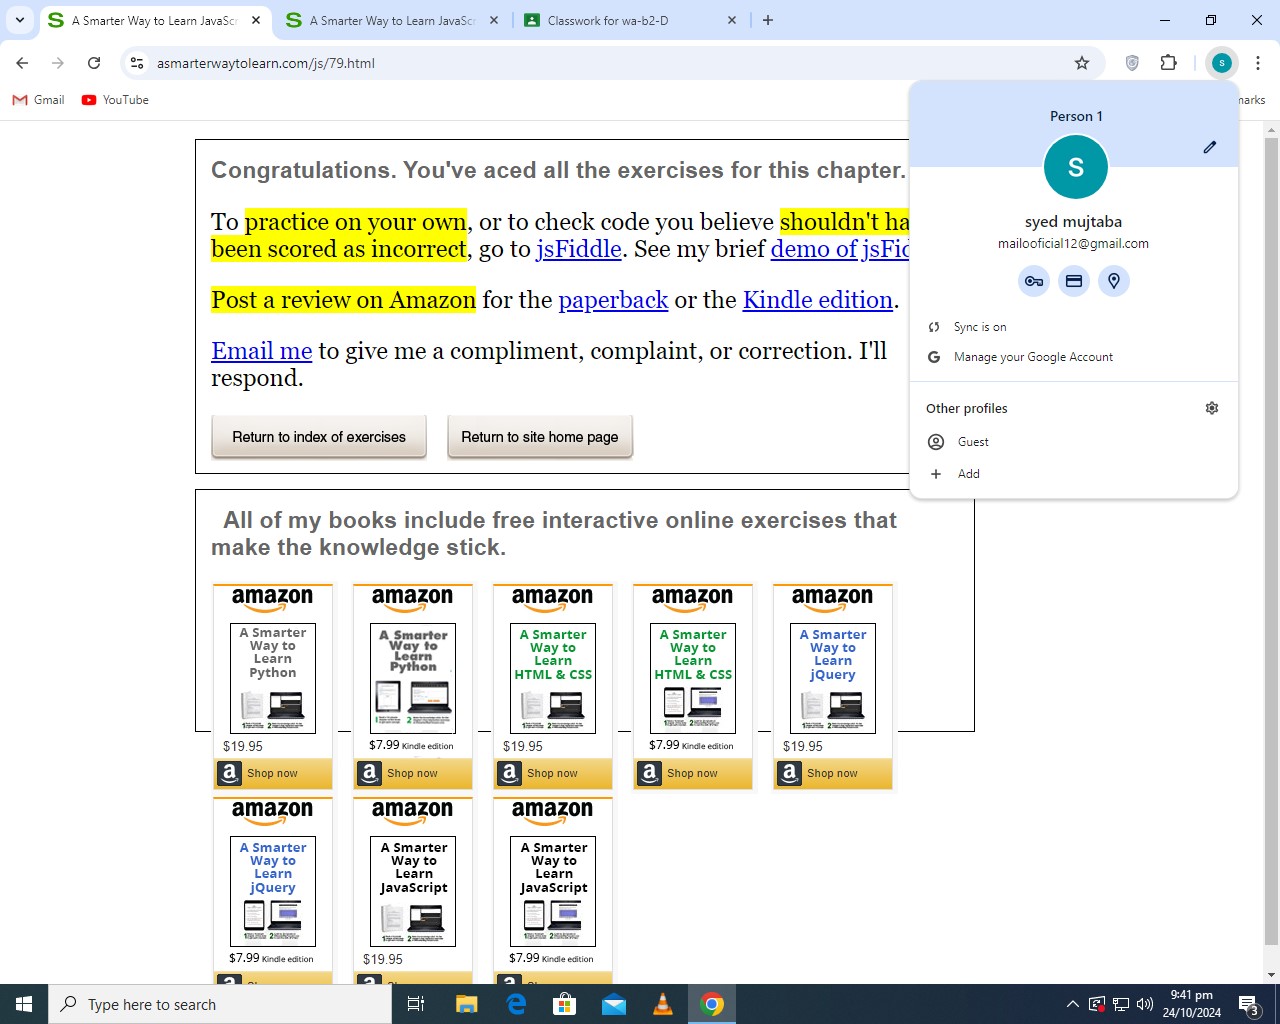 A Smarter Way to Learn JavaSc
A Smarter Way to Learn JavaSc
Classwork for wa-b2-D
asmarterwaytolearn.com/js/79.html
Gmail
YouTube
Person 1
S
syed mujtaba
mailooficial12@gmail.com
Sync is on
Manage your Google Account
Other profiles
Guest
Add
Congratulations. You've aced all the exercises for this chapter.
To practice on your own, or to check code you believe shouldn't ha
been scored as incorrect, go to jsFiddle. See my brief demo of jsFid
Post a review on Amazon for the paperback or the Kindle edition.
Email me to give me a compliment, complaint, or correction. I'll
respond.
Return to index of exercises
Return to site home page
All of my books include free interactive online exercises that
make the knowledge stick.
amazon
A Smarter
Way to
Learn
Python
$19.95
Shop now
amazon
A Smarter
Way to
Learn
Python
$7.99 Kindle edition
Shop now
amazon
A Smarter
Way to
Learn
HTML & CSS
$19.95
Shop now
amazon
A Smarter
Way to
Learn
HTML & CSS
$7.99 Kindle edition
Shop now
amazon
A Smarter
Way to
Learn
jQuery
$19.95
Shop now
amazon
A Smarter
Way to
Learn
jQuery
$7.99 Kindle edition
amazon
A Smarter
Way to
Learn
JavaScript
$19.95
amazon
A Smarter
Way to
Learn
JavaScript
$7.99 Kindle edition
Type here to search
9:41 pm
24/10/2024
3